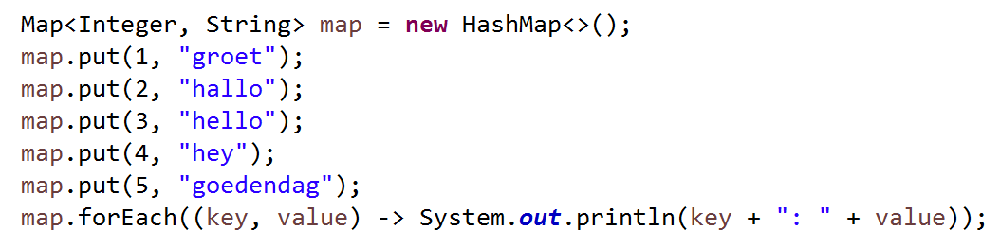 Map<Integer, String> map = new HashMap<>();
map.put(1, "groet");
map.put(2, "hallo");
map.put(3, "hello");
map.put(4, "hey");
map.put(5, "goedendag");
map.forEach((key, value) -> System.out.println(key + ": " + value));